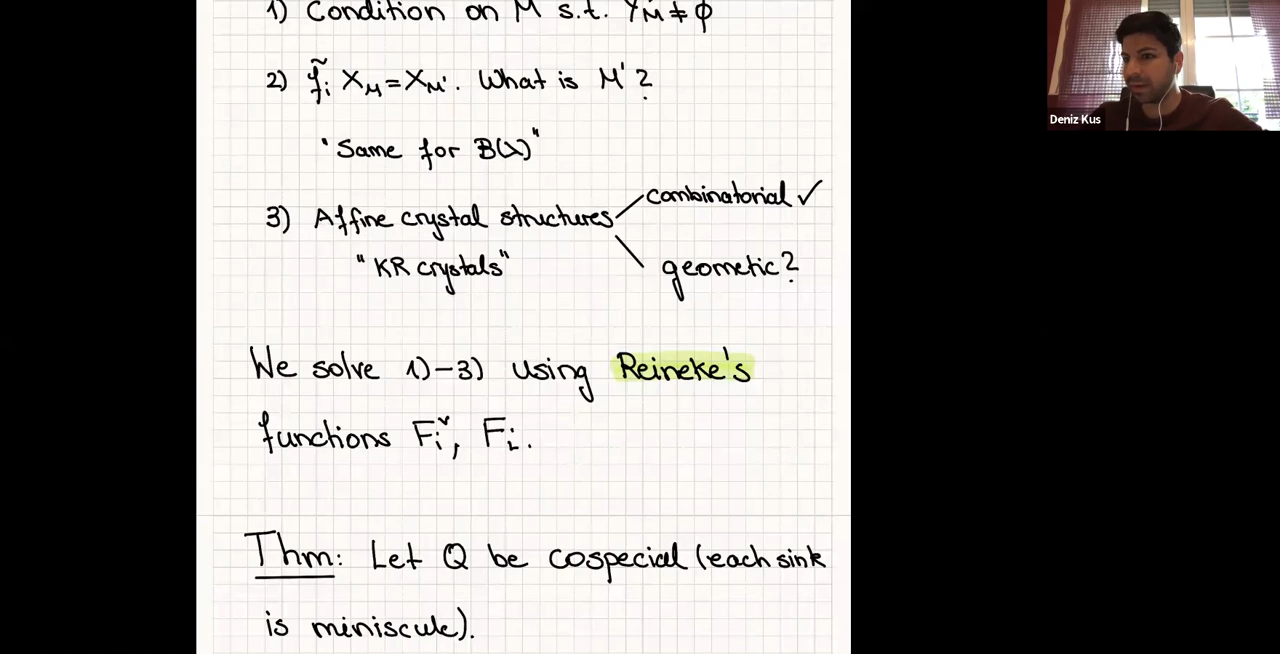 1) Condition on M s.t. Y_M ≠ ∅
2) f̃_i X_M = X_M'. What is M'?
"Same for B(λ)"
3) Affine crystal structures
combinatorial ✓
"KR crystals"
geometic?
We solve 1)-3) using Reineke's
functions F_i^v, F_i.
Thm: Let Q be cospecial (each sink
is miniscule).
Deniz Kus